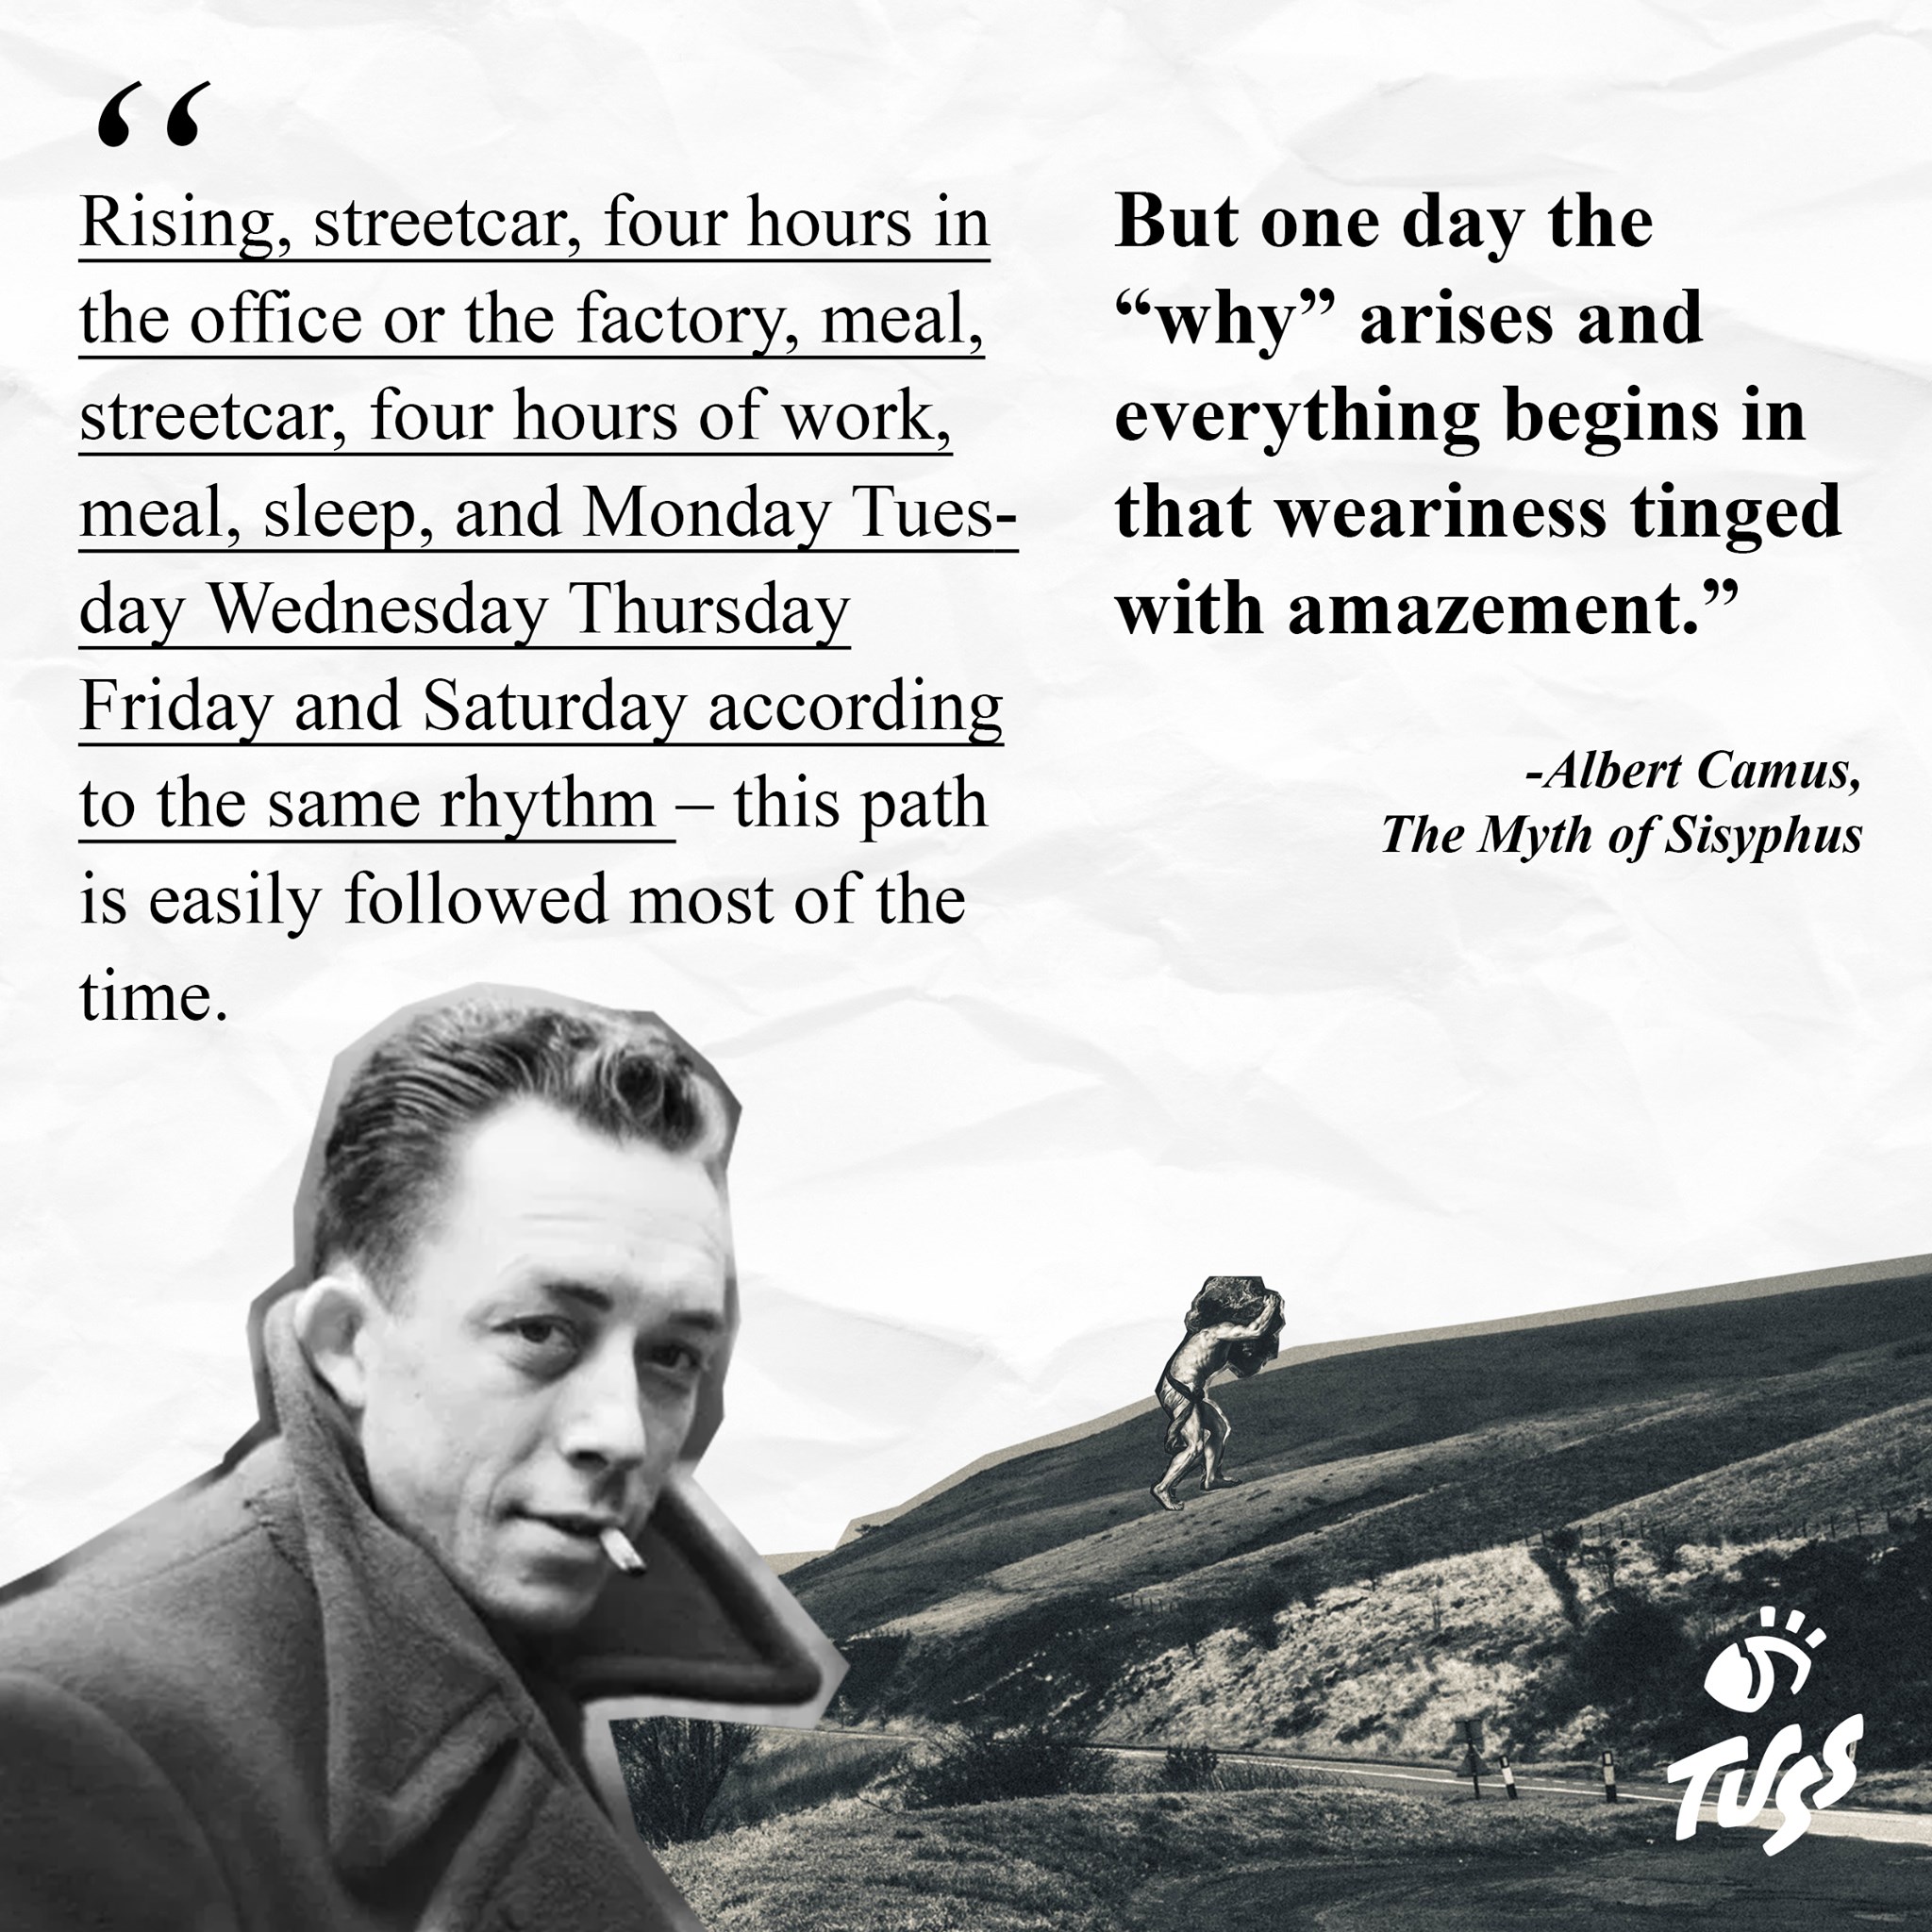 “
Rising, streetcar, four hours in
the office or the factory, meal,
streetcar, four hours of work,
meal, sleep, and Monday Tues-
day Wednesday Thursday
Friday and Saturday according
to the same rhythm – this path
is easily followed most of the
time.
But one day the
“why” arises and
everything begins in
that weariness tinged
with amazement.”
-Albert Camus,
The Myth of Sisyphus
TUSS